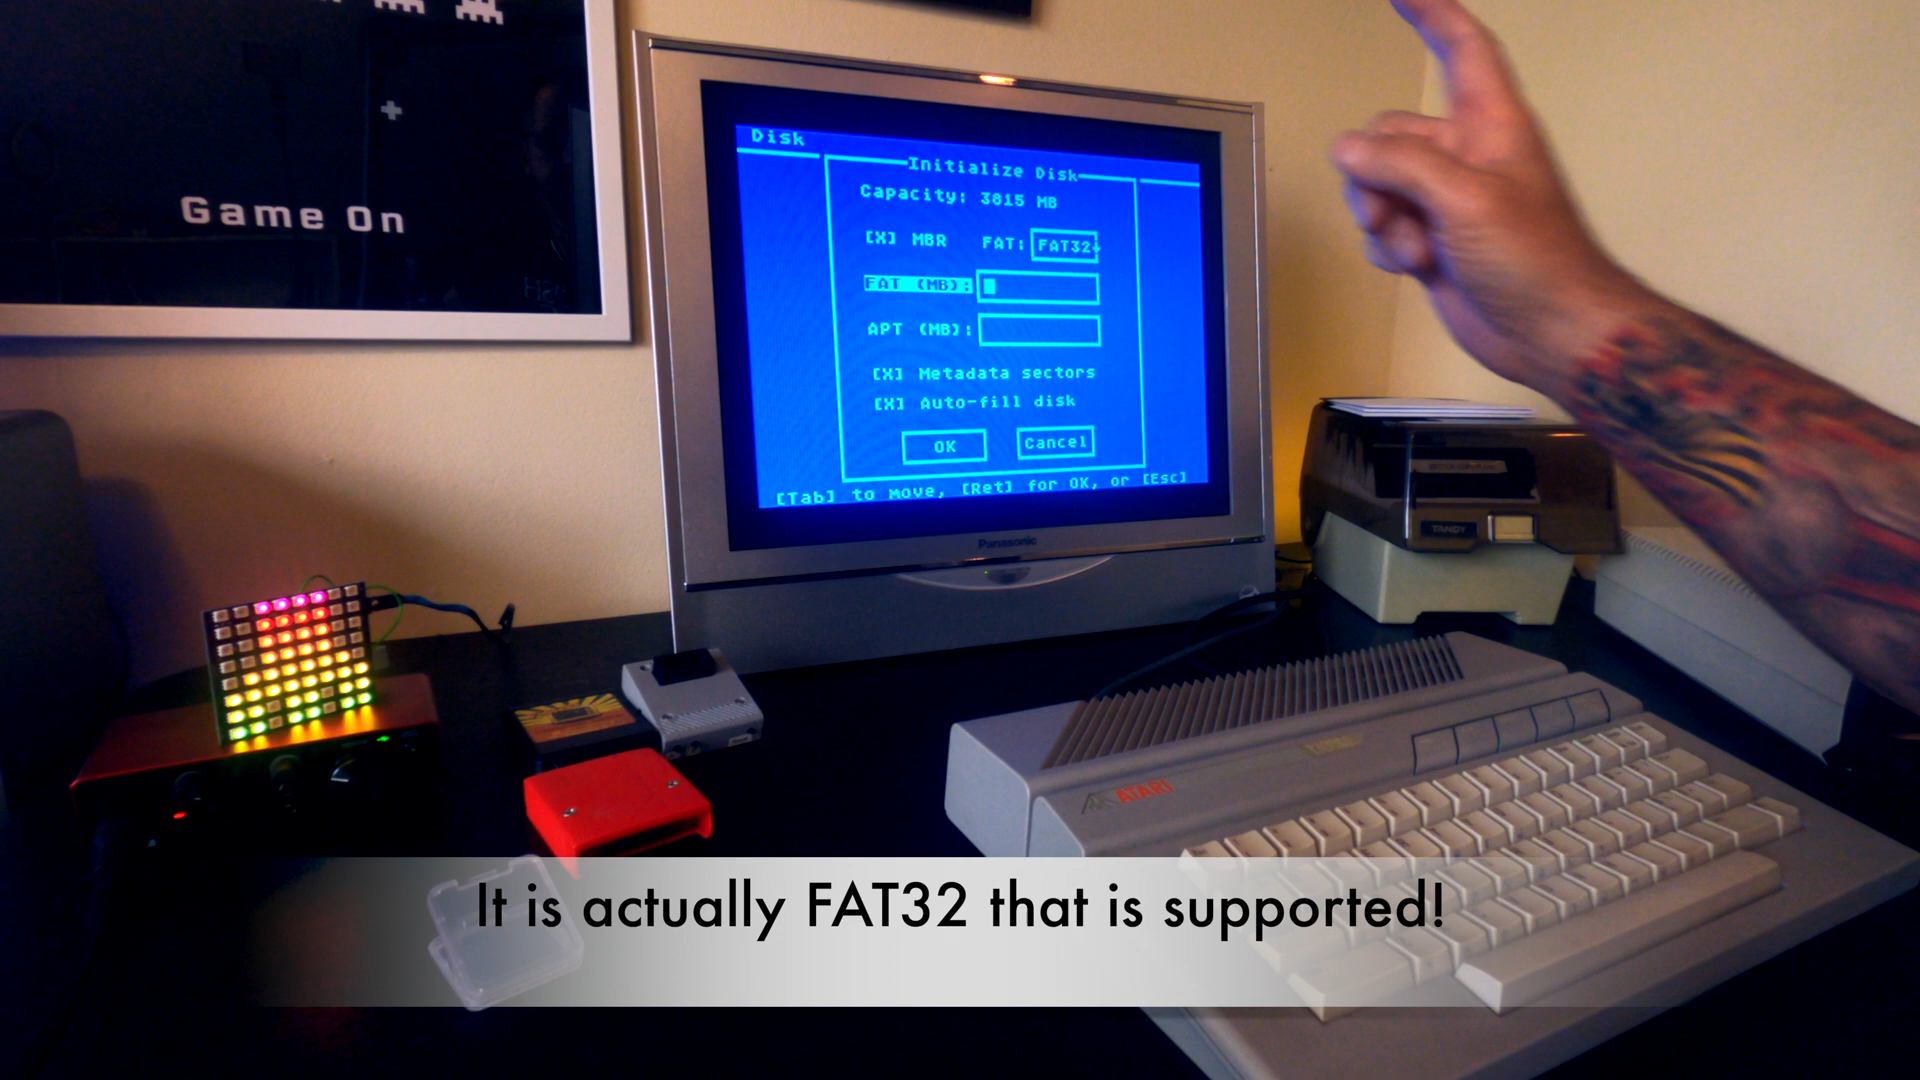 Game On
Disk
Initialize Disk
Capacity: 3815 MB
[X] MBR FAT: FAT32
FAT (MB):
APT (MB):
[X] Metadata sectors
[X] Auto-fill disk
OK Cancel
[Tab] to move, [Ret] for OK, or [Esc]
Panasonic
TANDY
ATARI
It is actually FAT32 that is supported!